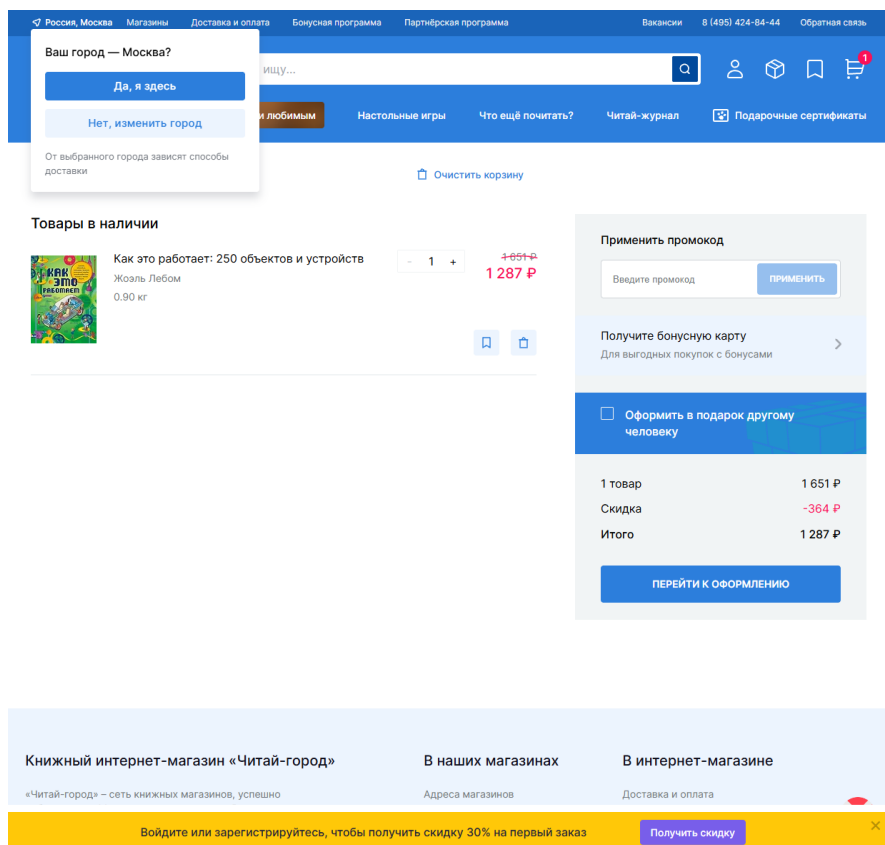 Россия, Москва Магазины Доставка и оплата Бонусная программа Партнёрская программа Вакансии 8 (495) 424-84-44 Обратная связь
Ваш город — Москва?
Да, я здесь
Нет, изменить город
От выбранного города зависят способы
доставки
ищу...
1
и любимым Настольные игры Что ещё почитать? Читай-журнал Подарочные сертификаты
Очистить корзину
Товары в наличии
КАК
ЭТО
РАБОТАЕТ
Как это работает: 250 объектов и устройств
Жоэль Лебом
0.90 кг
- 1 +
1 651 ₽
1 287 ₽
Применить промокод
Введите промокод ПРИМЕНИТЬ
Получите бонусную карту
Для выгодных покупок с бонусами
Оформить в подарок другому
человеку
1 товар 1 651 ₽
Скидка -364 ₽
Итого 1 287 ₽
ПЕРЕЙТИ К ОФОРМЛЕНИЮ
Книжный интернет-магазин «Читай-город» В наших магазинах В интернет-магазине
«Читай-город» – сеть книжных магазинов, успешно Адреса магазинов Доставка и оплата
Войдите или зарегистрируйтесь, чтобы получить скидку 30% на первый заказ Получить скидку